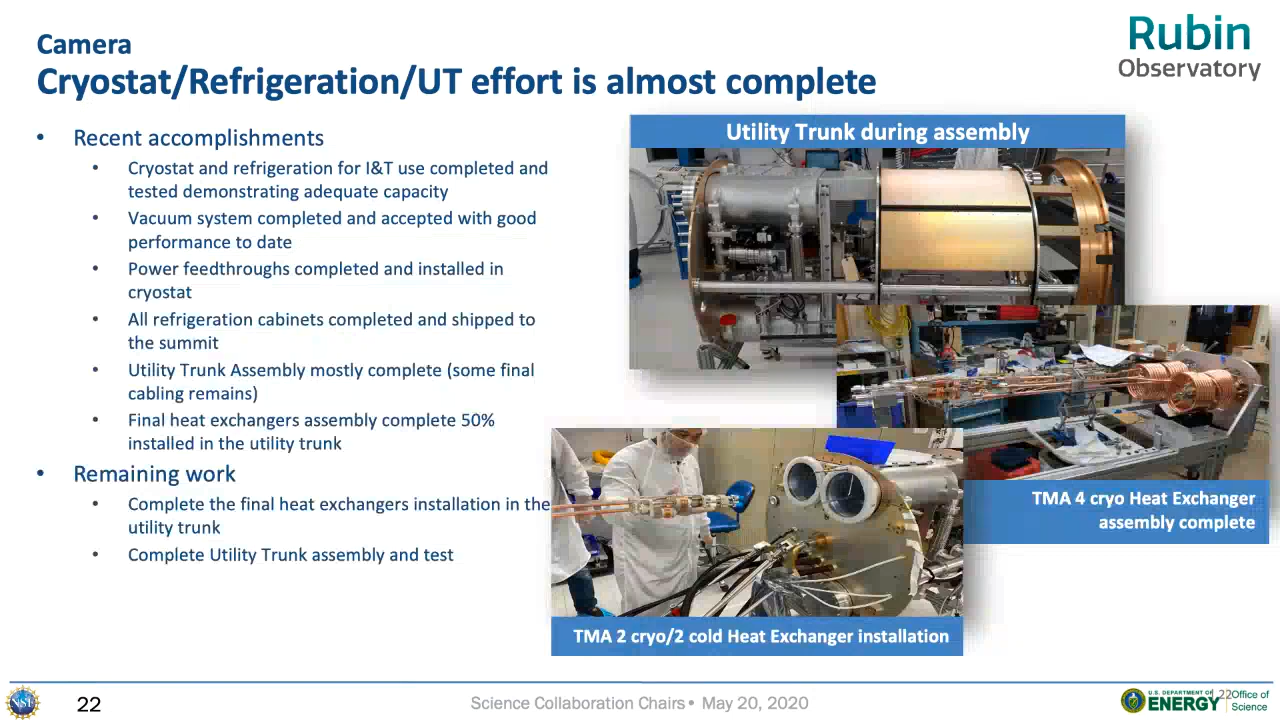 Camera
Cryostat/Refrigeration/UT effort is almost complete
Rubin
Observatory
• Recent accomplishments
• Cryostat and refrigeration for I&T use completed and
tested demonstrating adequate capacity
• Vacuum system completed and accepted with good
performance to date
• Power feedthroughs completed and installed in
cryostat
• All refrigeration cabinets completed and shipped to
the summit
• Utility Trunk Assembly mostly complete (some final
cabling remains)
• Final heat exchangers assembly complete 50%
installed in the utility trunk
• Remaining work
• Complete the final heat exchangers installation in the
utility trunk
• Complete Utility Trunk assembly and test
Utility Trunk during assembly
TMA 4 cryo Heat Exchanger
assembly complete
TMA 2 cryo/2 cold Heat Exchanger installation
NSF
22
Science Collaboration Chairs • May 20, 2020
U.S. DEPARTMENT OF
ENERGY
22
Office of
Science